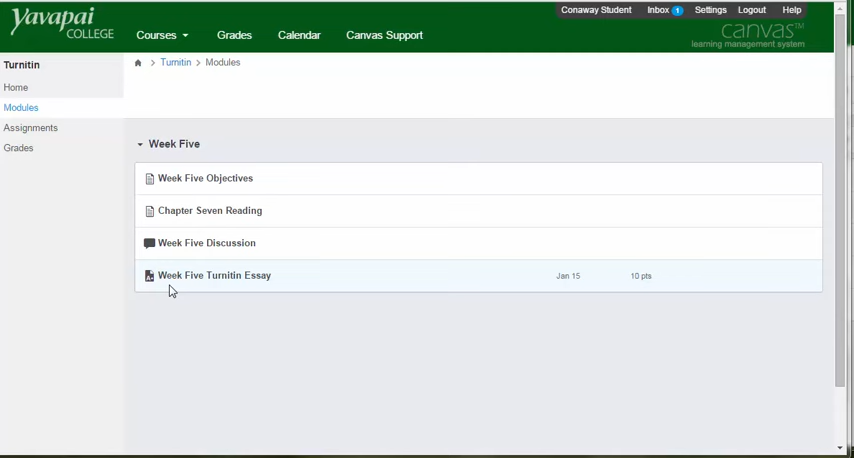 Yavapai
COLLEGE
Conaway Student Inbox 1 Settings Logout Help
Courses Grades Calendar Canvas Support
canvas™
learning management system
Turnitin
Home
Modules
Assignments
Grades
Turnitin > Modules
Week Five
Week Five Objectives
Chapter Seven Reading
Week Five Discussion
Week Five Turnitin Essay Jan 15 10 pts